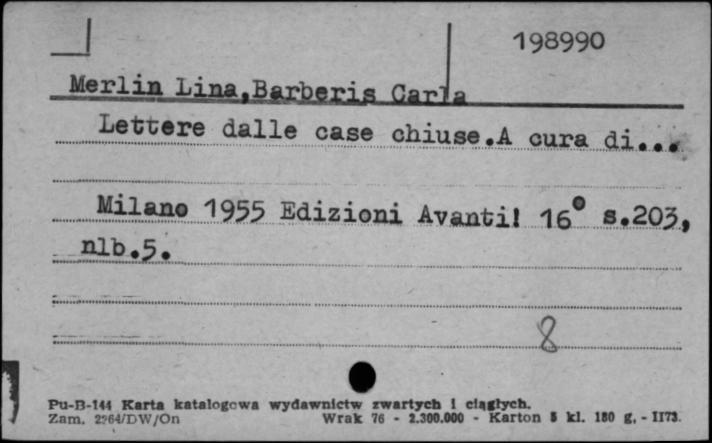 198990
Merlin Lina,Barberis Carla
Lettere dalle case chiuse.A cura di...
Milano 1955 Edizioni Avanti! 16° s.203,
nlb.5.
8
Pu-B-144 Karta katalogowa wydawnictw zwartych i ciągłych.
Zam. 2264/DW/On Wrak 76 - 2.300.000 - Karton 5 kl. 180 g. - II73.